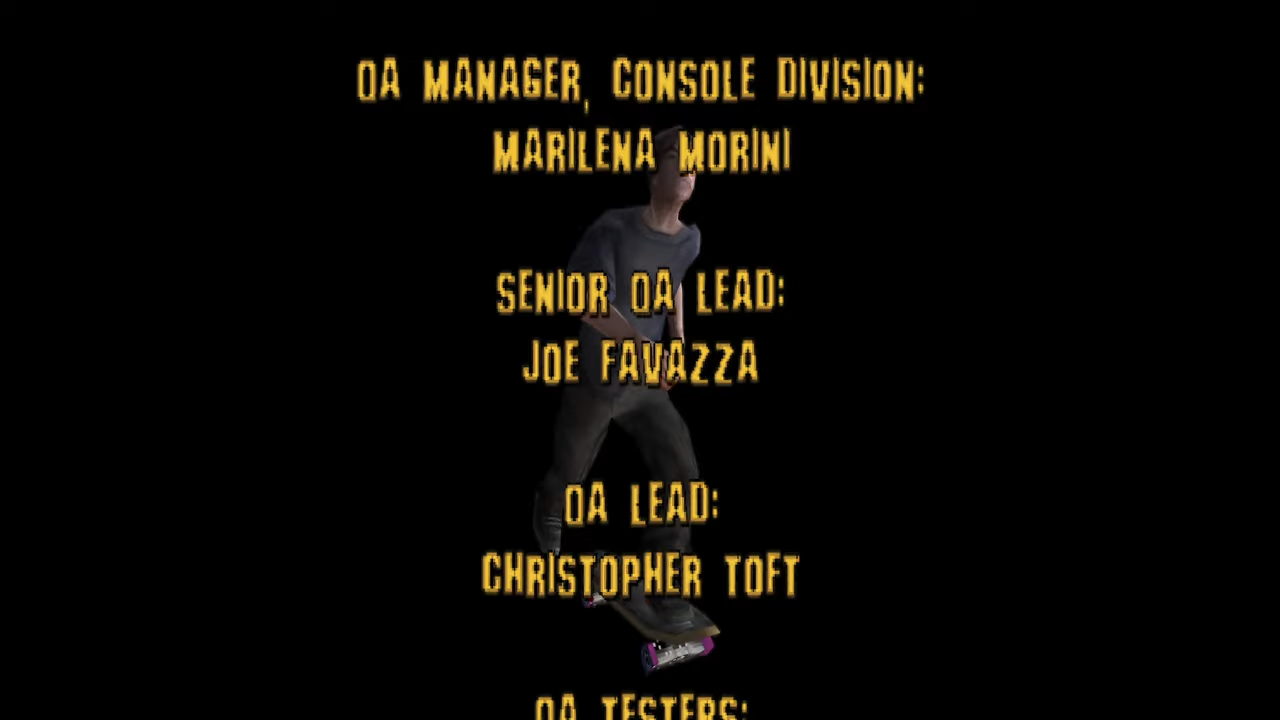 QA MANAGER, CONSOLE DIVISION:
MARILENA MORINI
SENIOR QA LEAD:
JOE FAVAZZA
QA LEAD:
CHRISTOPHER TOFT
QA TESTERS: